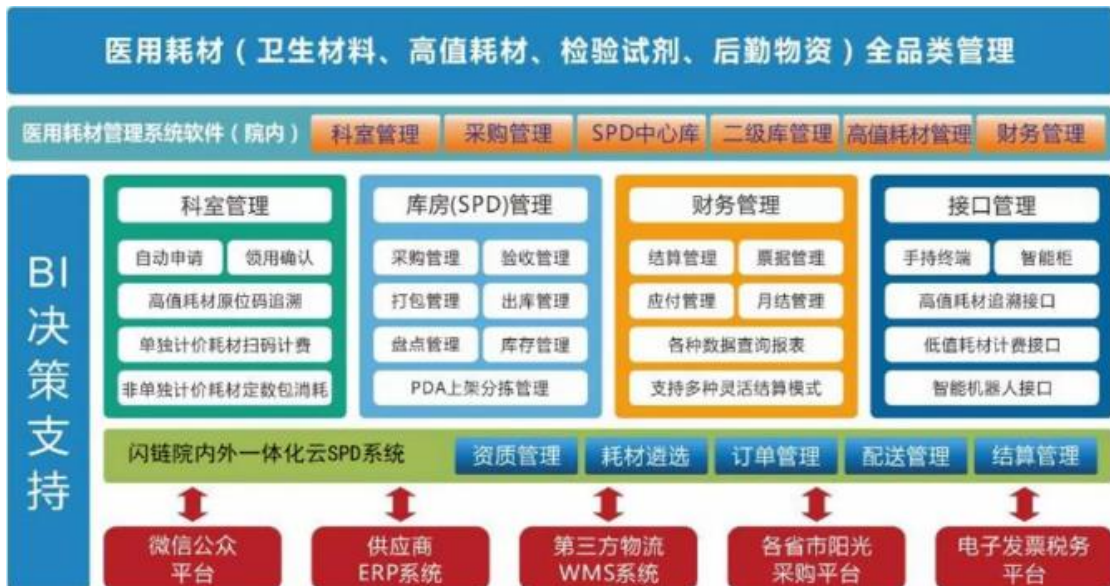 医用耗材（卫生材料、高值耗材、检验试剂、后勤物资）全品类管理
医用耗材管理系统软件（院内） 科室管理 采购管理 SPD中心库 二级库管理 高值耗材管理 财务管理
BI决策支持
科室管理
自动申请 领用确认
高值耗材原位码追溯
单独计价耗材扫码计费
非单独计价耗材定数包消耗
库房(SPD)管理
采购管理 验收管理
打包管理 出库管理
盘点管理 库存管理
PDA上架分拣管理
财务管理
结算管理 票据管理
应付管理 月结管理
各种数据查询报表
支持多种灵活结算模式
接口管理
手持终端 智能柜
高值耗材追溯接口
低值耗材计费接口
智能机器人接口
闪链院内外一体化云SPD系统 资质管理 耗材遴选 订单管理 配送管理 结算管理
微信公众
平台
供应商
ERP系统
第三方物流
WMS系统
各省市阳光
采购平台
电子发票税务
平台